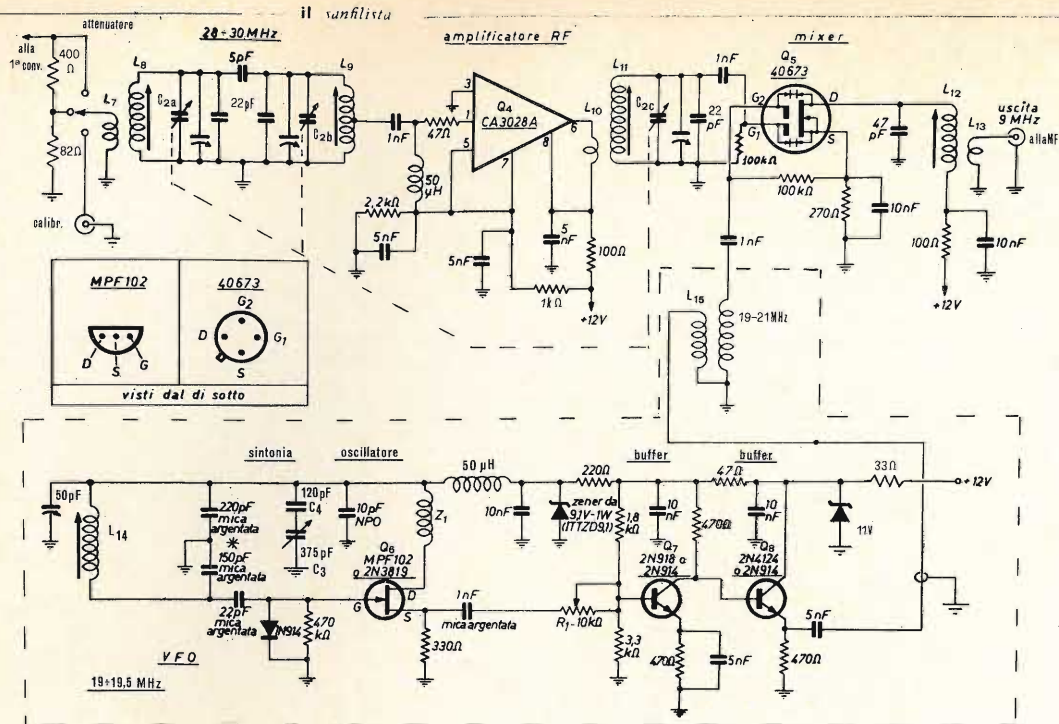 il sanfilista
attenuatore
28÷30MHz
amplificatore RF
mixer
alla
1ª conv.
400
Ω
82Ω
calibr.
L7
L8
C2a
5pF
22pF
C2b
L9
1nF
47Ω
50
μH
2,2kΩ
5nF
3
1
5
Q4
CA3028A
6
7
8
L10
5nF
5
nF
100Ω
1kΩ
+12V
L11
C2c
22
pF
1nF
Q5
40673
G2
G1
D
S
100kΩ
100kΩ
270Ω
10nF
47
pF
L12
L13
uscita
9 MHz
alla MF
100Ω
10nF
+12V
1nF
L15
19-21MHz
MPF102
D
S
G
40673
G2
D
G1
S
visti dal di sotto
sintonia
oscillatore
50 μH
220Ω
buffer
47Ω
buffer
33Ω
+12V
50pF
L14
220pF
mica
argentata
*
150pF
mica
argentata
120pF
C4
375pF
C3
10pF
NPO
Z1
10nF
zener da
9,1V-1W
(ITTZD9,1)
1,8
kΩ
10
nF
470Ω
10
nF
11V
Q6
MPF102
o 2N3819
G
D
S
22pF
mica
argentata
1N914
470
kΩ
330Ω
1nF
mica argentata
R1-10kΩ
3,3
kΩ
Q7
2N918 o
2N914
470Ω
5nF
Q8
2N4124
o 2N914
470Ω
5nF
VFO
19÷19,5 MHz